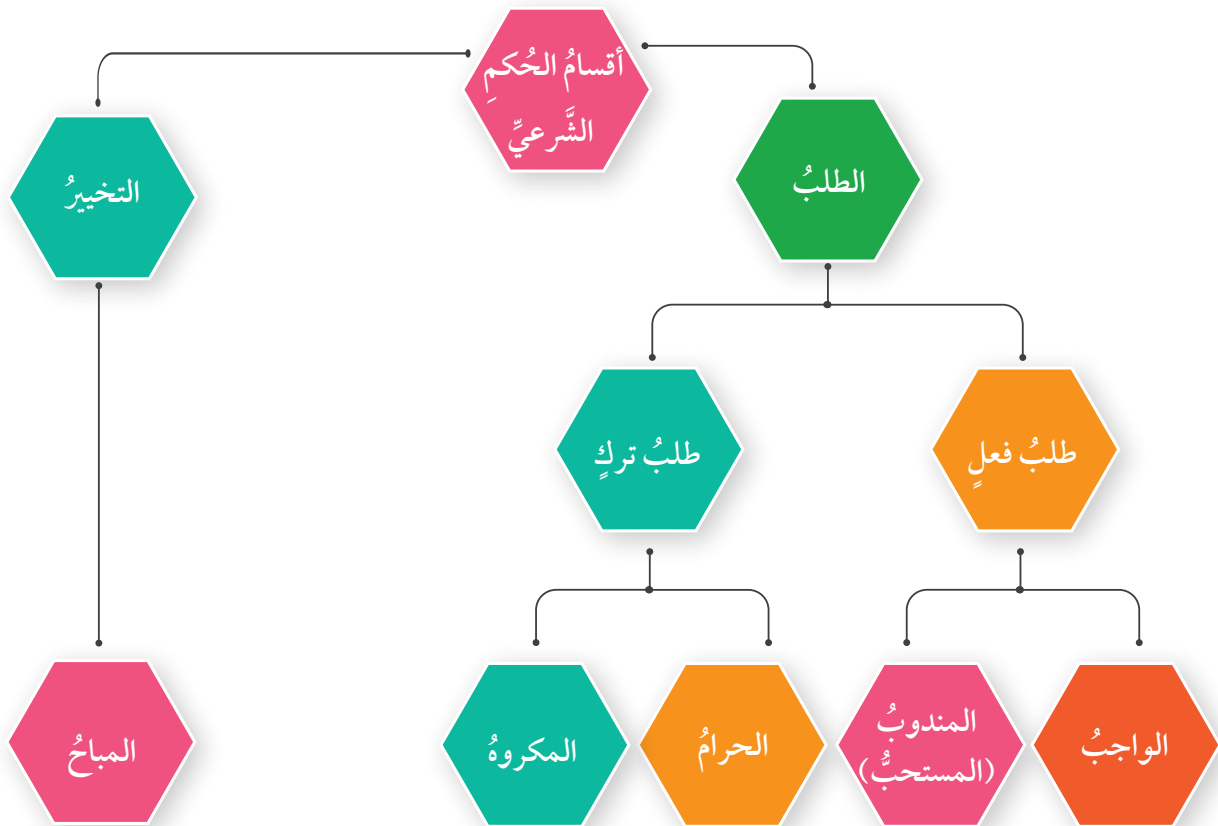 أقسامُ الحُكمِ
الشَّرعيِّ
الطلبُ
التخييرُ
طلبُ فعلٍ
طلبُ تركٍ
الواجبُ
المندوبُ
(المستحبُّ)
الحرامُ
المكروهُ
المباحُ